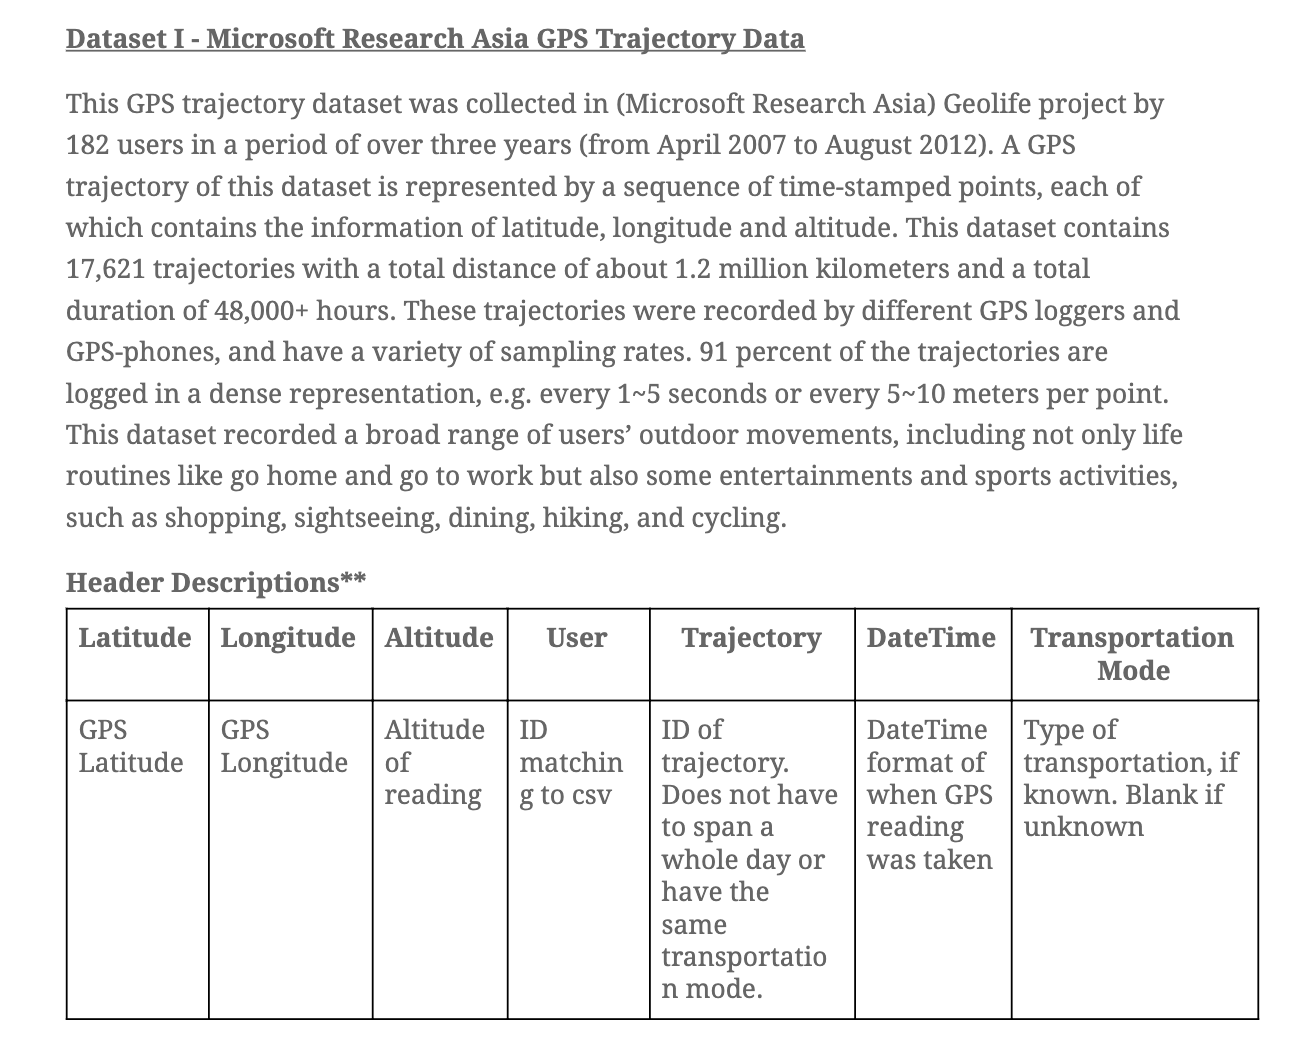 Dataset I - Microsoft Research Asia GPS Trajectory Data
This GPS trajectory dataset was collected in (Microsoft Research Asia) Geolife project by
182 users in a period of over three years (from April 2007 to August 2012). A GPS
trajectory of this dataset is represented by a sequence of time-stamped points, each of
which contains the information of latitude, longitude and altitude. This dataset contains
17,621 trajectories with a total distance of about 1.2 million kilometers and a total
duration of 48,000+ hours. These trajectories were recorded by different GPS loggers and
GPS-phones, and have a variety of sampling rates. 91 percent of the trajectories are
logged in a dense representation, e.g. every 1~5 seconds or every 5~10 meters per point.
This dataset recorded a broad range of users’ outdoor movements, including not only life
routines like go home and go to work but also some entertainments and sports activities,
such as shopping, sightseeing, dining, hiking, and cycling.
Header Descriptions**
Latitude
Longitude
Altitude
User
Trajectory
DateTime
Transportation
Mode
GPS
Latitude
GPS
Longitude
Altitude
of
reading
ID
matchin
g to csv
ID of
trajectory.
Does not have
to span a
whole day or
have the
same
transportatio
n mode.
DateTime
format of
when GPS
reading
was taken
Type of
transportation, if
known. Blank if
unknown